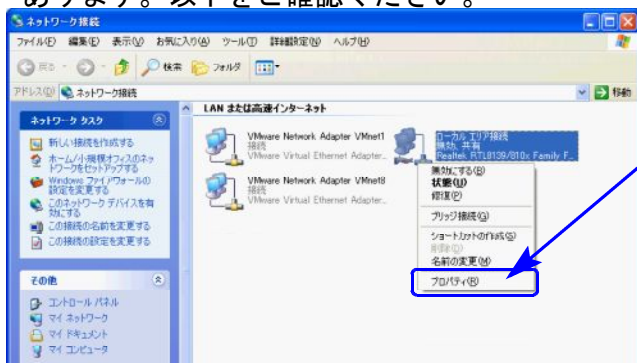 あります。以下をご確認ください。
ネットワーク接続
ファイル(F) 編集(E) 表示(V) お気に入り(A) ツール(T) 詳細設定(N) ヘルプ(H)
戻る 検索 フォルダ
アドレス(D) ネットワーク接続 移動
ネットワーク タスク
新しい接続を作成する
ホーム/小規模オフィスのネットワークをセットアップする
Windows ファイアウォールの設定を変更する
このネットワーク デバイスを有効にする
この接続の名前を変更する
この接続の設定を変更する
その他
コントロール パネル
マイ ネットワーク
マイ ドキュメント
マイ コンピュータ
LAN または高速インターネット
VMware Network Adapter VMnet1
接続
VMware Virtual Ethernet Adapter...
VMware Network Adapter VMnet8
接続
VMware Virtual Ethernet Adapter...
ローカル エリア接続
無効, 共有
Realtek RTL8139/810x Family F...
無効にする(B)
状態(U)
修復(P)
ブリッジ接続(G)
ショートカットの作成(S)
削除(D)
名前の変更(M)
プロパティ(R)